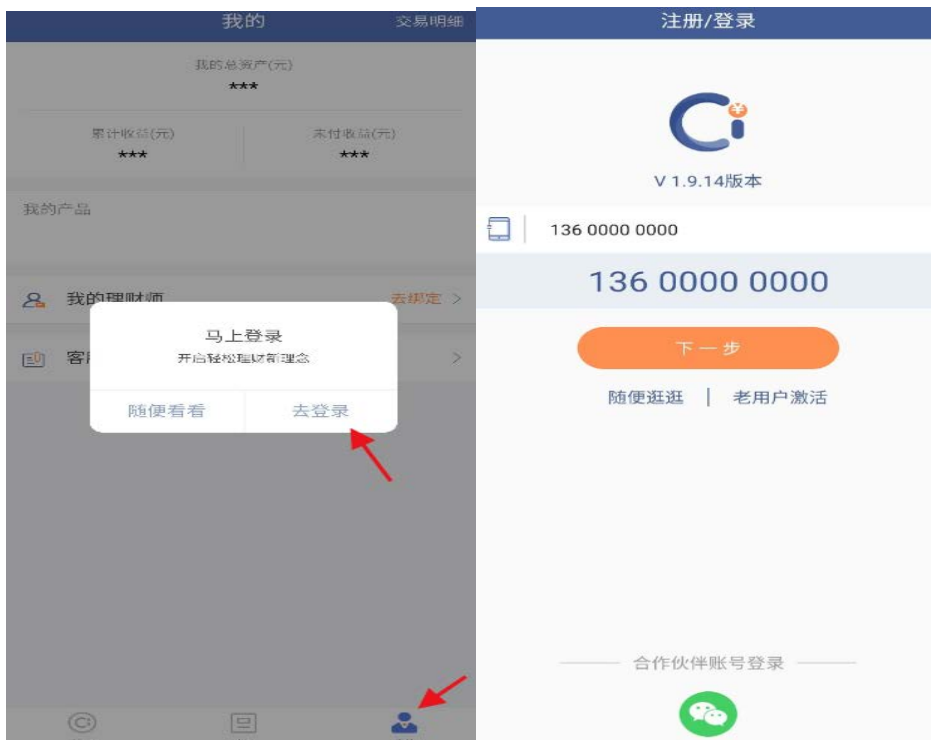 我的 交易明细
我的总资产(元)
***
累计收益(元) 未付收益(元)
*** ***
我的产品
我的理财师 去绑定 >
客 >
马上登录
开启轻松理财新理念
随便看看 去登录
注册/登录
V 1.9.14版本
136 0000 0000
136 0000 0000
下一步
随便逛逛 | 老用户激活
合作伙伴账号登录